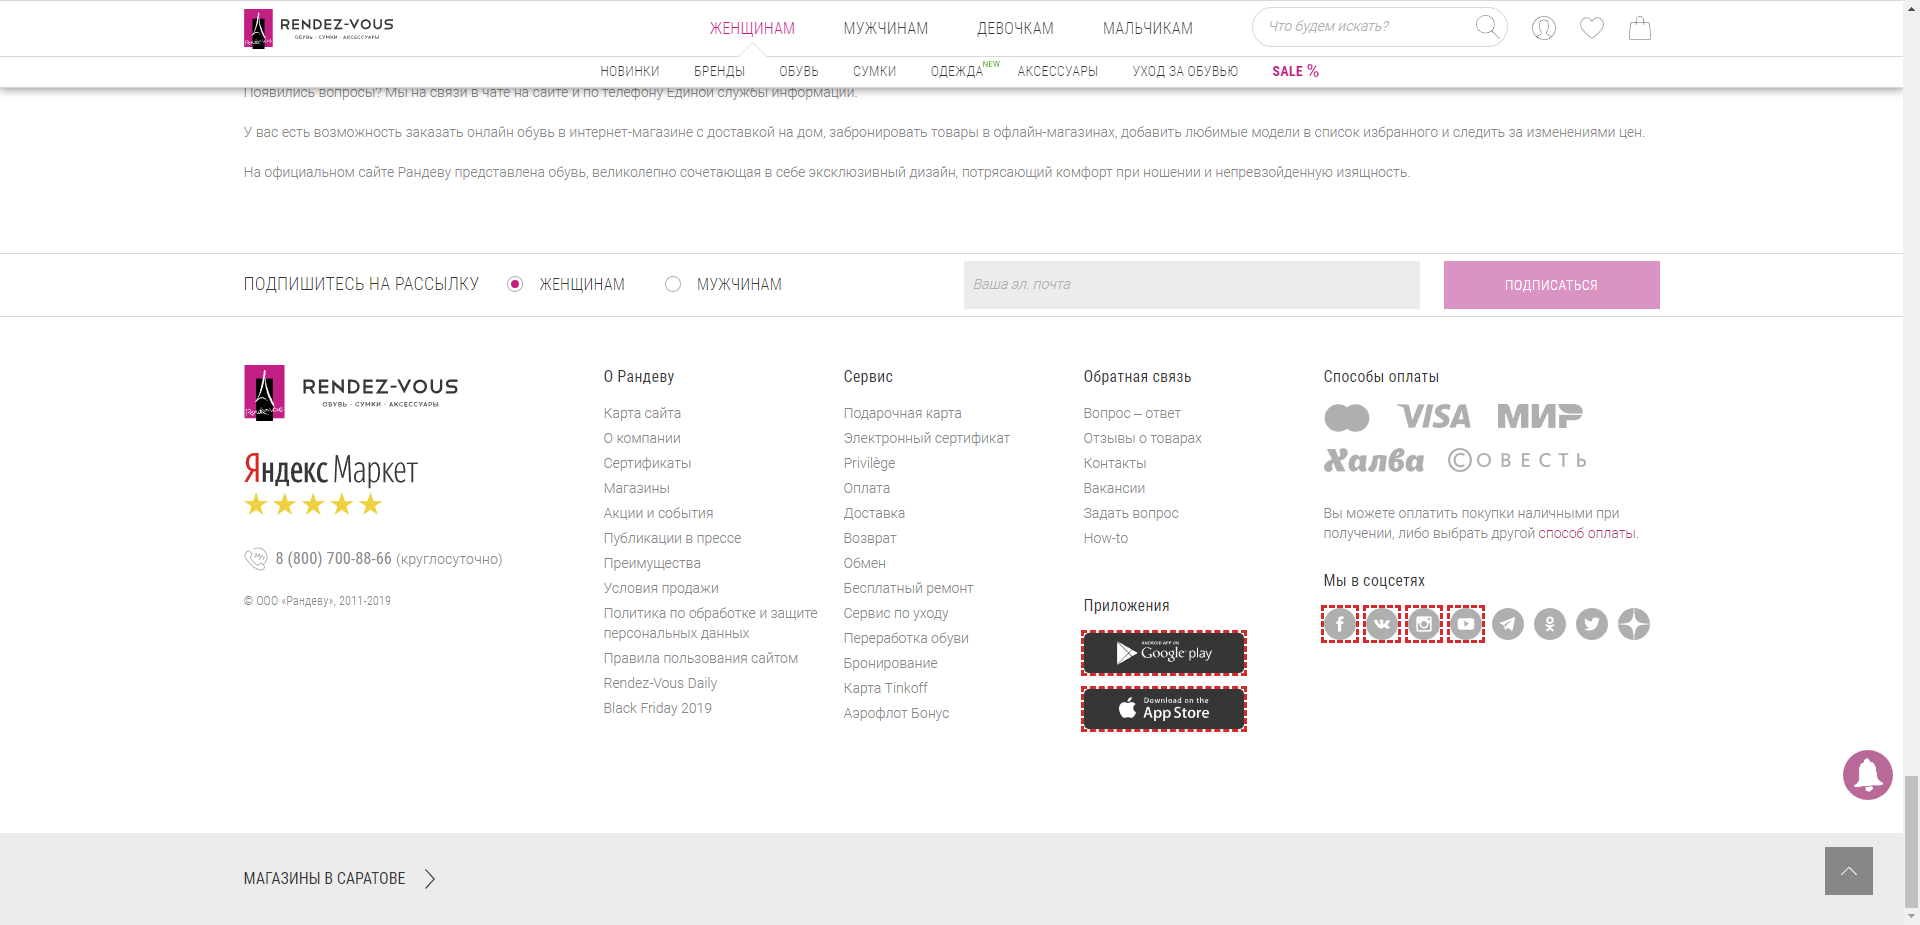 RENDEZ-VOUS
ОБУВЬ · СУМКИ · АКСЕССУАРЫ
ЖЕНЩИНАМ
МУЖЧИНАМ
ДЕВОЧКАМ
МАЛЬЧИКАМ
Что будем искать?
НОВИНКИ
БРЕНДЫ
ОБУВЬ
СУМКИ
ОДЕЖДА NEW
АКСЕССУАРЫ
УХОД ЗА ОБУВЬЮ
SALE %
Появились вопросы? Мы на связи в чате на сайте и по телефону Единой службы информации.
У вас есть возможность заказать онлайн обувь в интернет-магазине с доставкой на дом, забронировать товары в офлайн-магазинах, добавить любимые модели в список избранного и следить за изменениями цен.
На официальном сайте Рандеву представлена обувь, великолепно сочетающая в себе эксклюзивный дизайн, потрясающий комфорт при ношении и непревзойденную изящность.
ПОДПИШИТЕСЬ НА РАССЫЛКУ
ЖЕНЩИНАМ
МУЖЧИНАМ
Ваша эл. почта
ПОДПИСАТЬСЯ
Rendez-Vous
RENDEZ-VOUS
ОБУВЬ · СУМКИ · АКСЕССУАРЫ
Яндекс Маркет
24/7
8 (800) 700-88-66 (круглосуточно)
© ООО «Рандеву», 2011-2019
О Рандеву
Карта сайта
О компании
Сертификаты
Магазины
Акции и события
Публикации в прессе
Преимущества
Условия продажи
Политика по обработке и защите
персональных данных
Правила пользования сайтом
Rendez-Vous Daily
Black Friday 2019
Сервис
Подарочная карта
Электронный сертификат
Privilège
Оплата
Доставка
Возврат
Обмен
Бесплатный ремонт
Сервис по уходу
Переработка обуви
Бронирование
Карта Tinkoff
Аэрофлот Бонус
Обратная связь
Вопрос – ответ
Отзывы о товарах
Контакты
Вакансии
Задать вопрос
How-to
Приложения
ANDROID APP ON
Google play
Download on the
App Store
Способы оплаты
VISA
МИР
Халва
СОВЕСТЬ
Вы можете оплатить покупки наличными при
получении, либо выбрать другой способ оплаты.
Мы в соцсетях
МАГАЗИНЫ В САРАТОВЕ